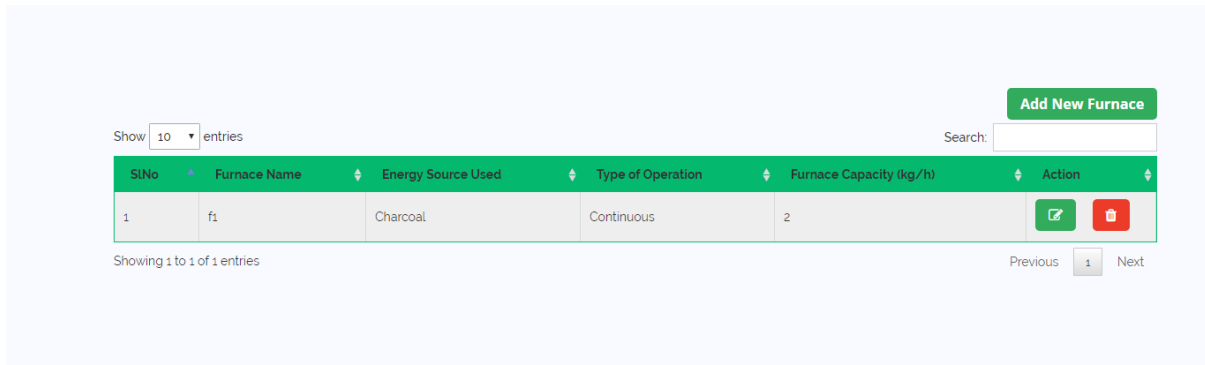 Add New Furnace
Show 10 entries Search:
SlNo Furnace Name Energy Source Used Type of Operation Furnace Capacity (kg/h) Action
1 f1 Charcoal Continuous 2
Showing 1 to 1 of 1 entries Previous 1 Next